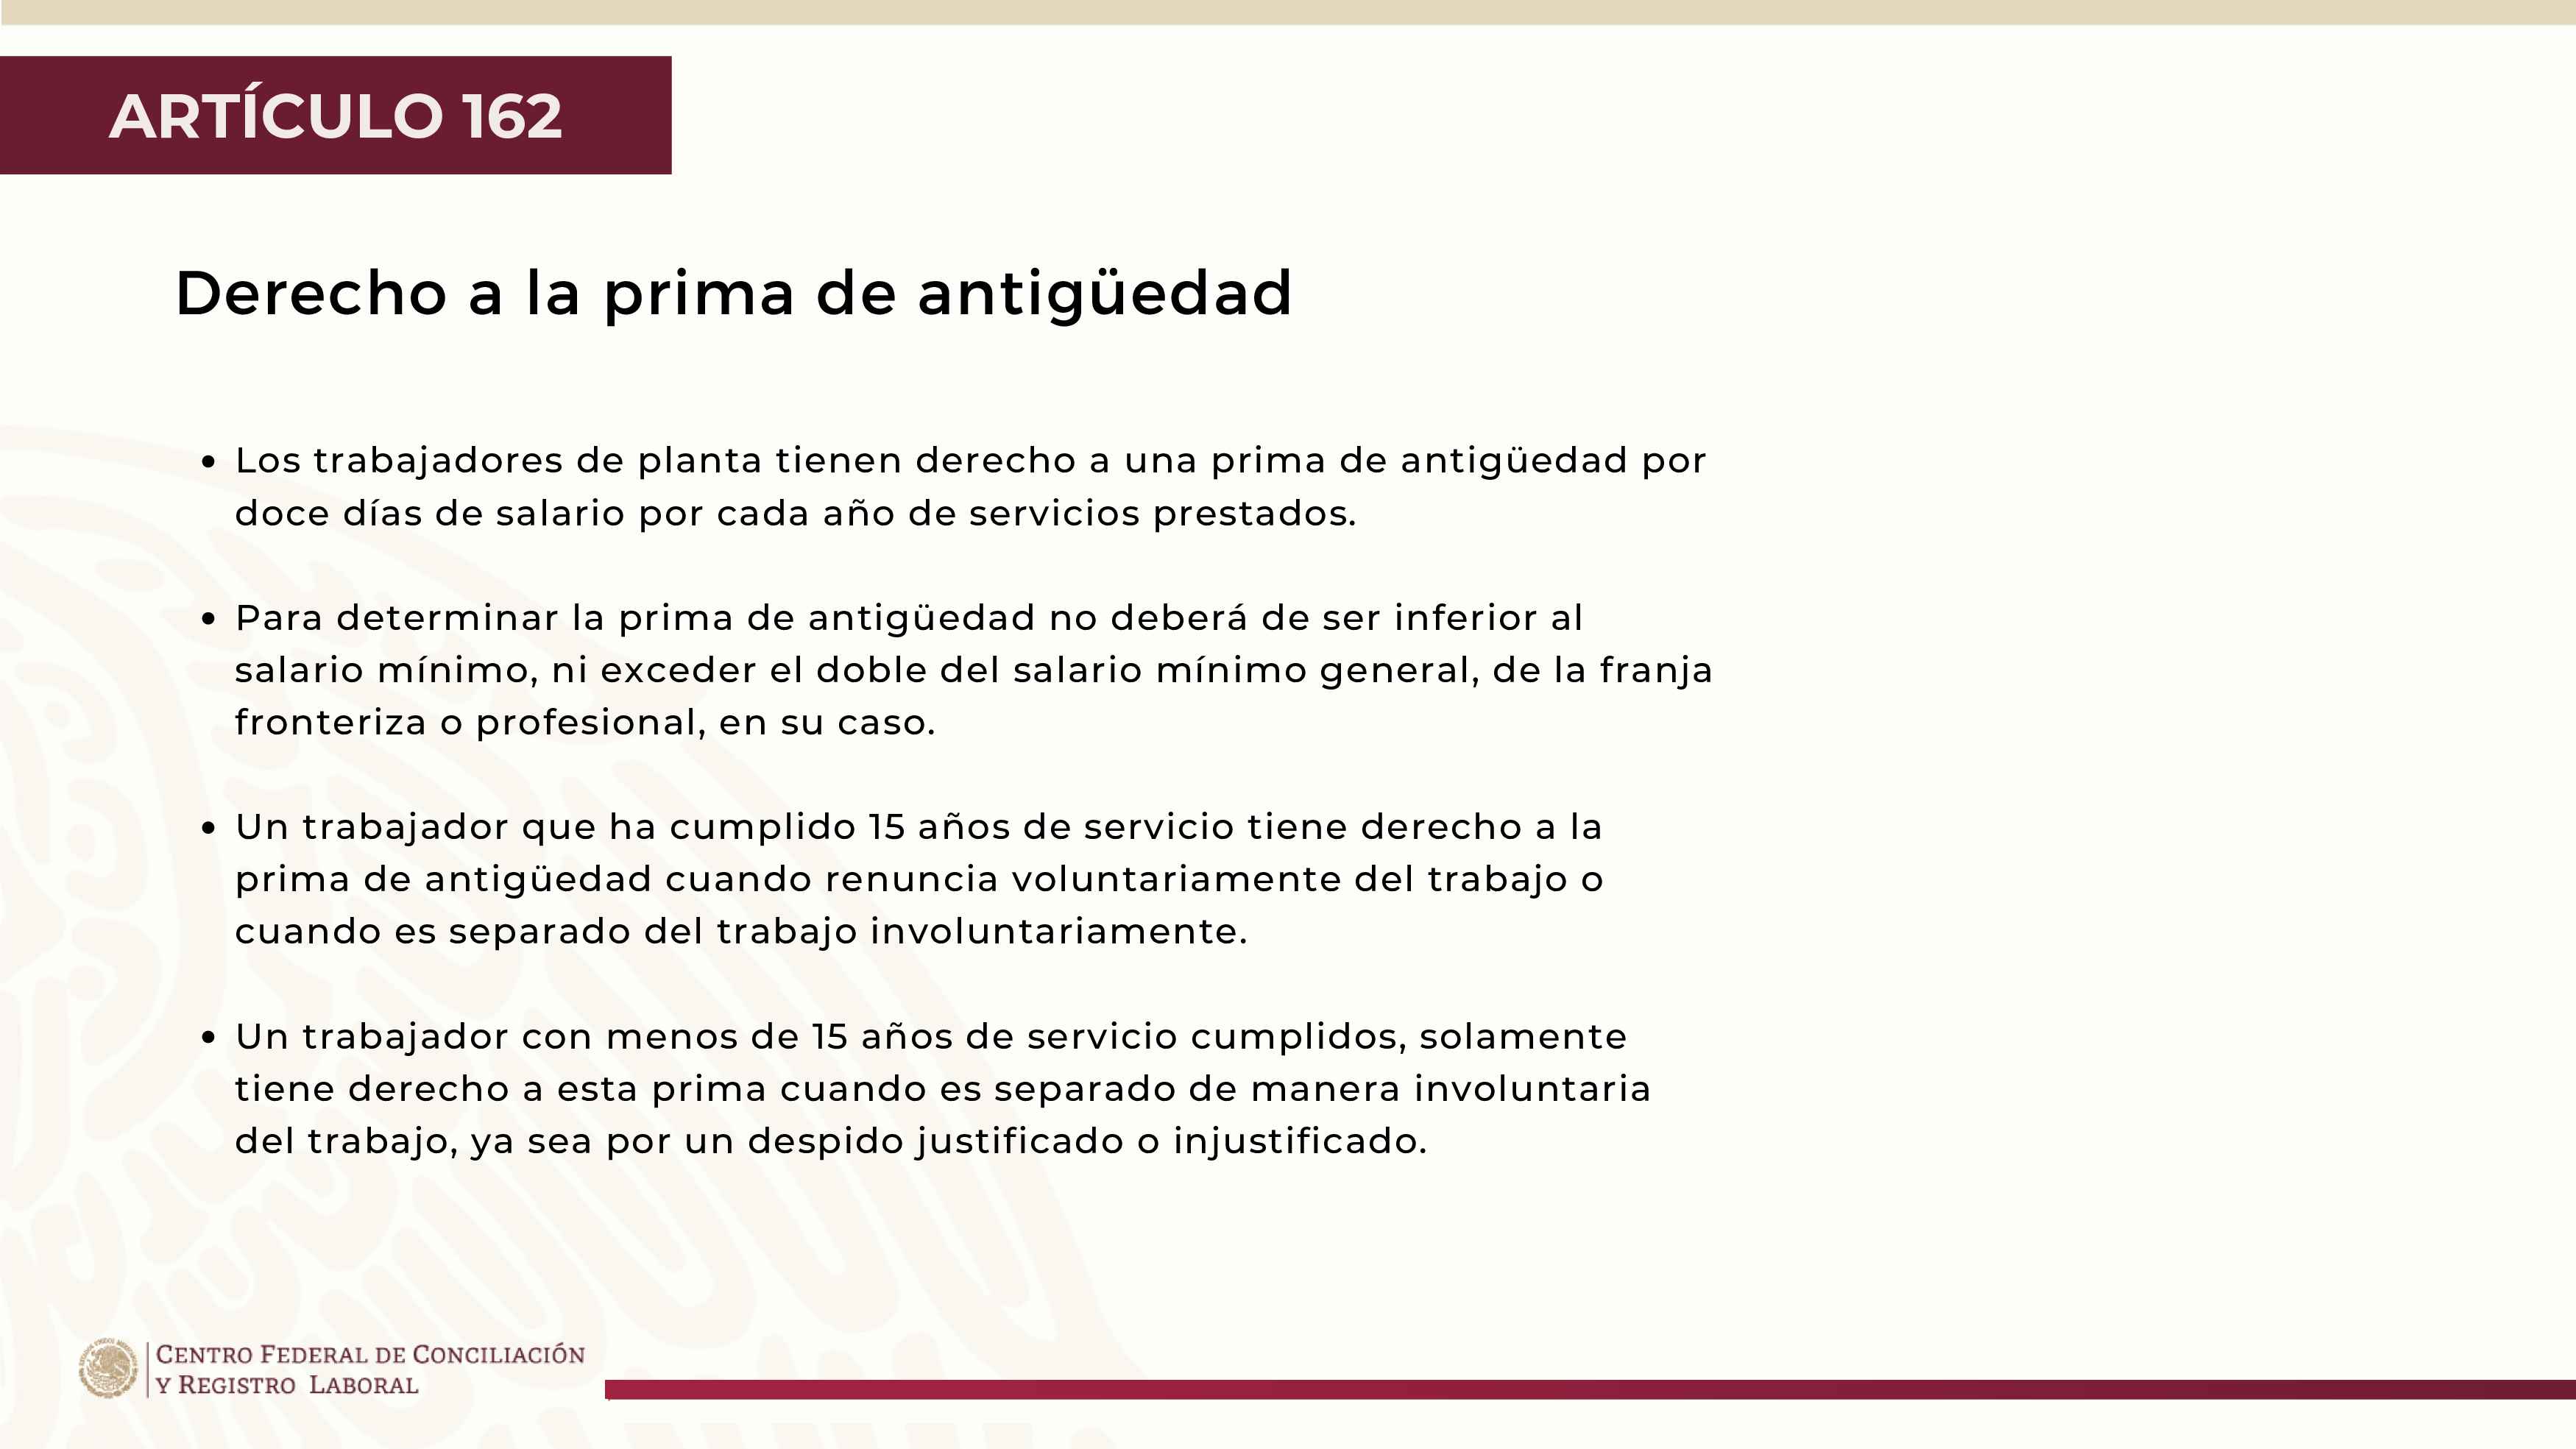 ARTÍCULO 162
Derecho a la prima de antigüedad
• Los trabajadores de planta tienen derecho a una prima de antigüedad por
doce días de salario por cada año de servicios prestados.
• Para determinar la prima de antigüedad no deberá de ser inferior al
salario mínimo, ni exceder el doble del salario mínimo general, de la franja
fronteriza o profesional, en su caso.
• Un trabajador que ha cumplido 15 años de servicio tiene derecho a la
prima de antigüedad cuando renuncia voluntariamente del trabajo o
cuando es separado del trabajo involuntariamente.
• Un trabajador con menos de 15 años de servicio cumplidos, solamente
tiene derecho a esta prima cuando es separado de manera involuntaria
del trabajo, ya sea por un despido justificado o injustificado.
CENTRO FEDERAL DE CONCILIACIÓN
Y REGISTRO LABORAL